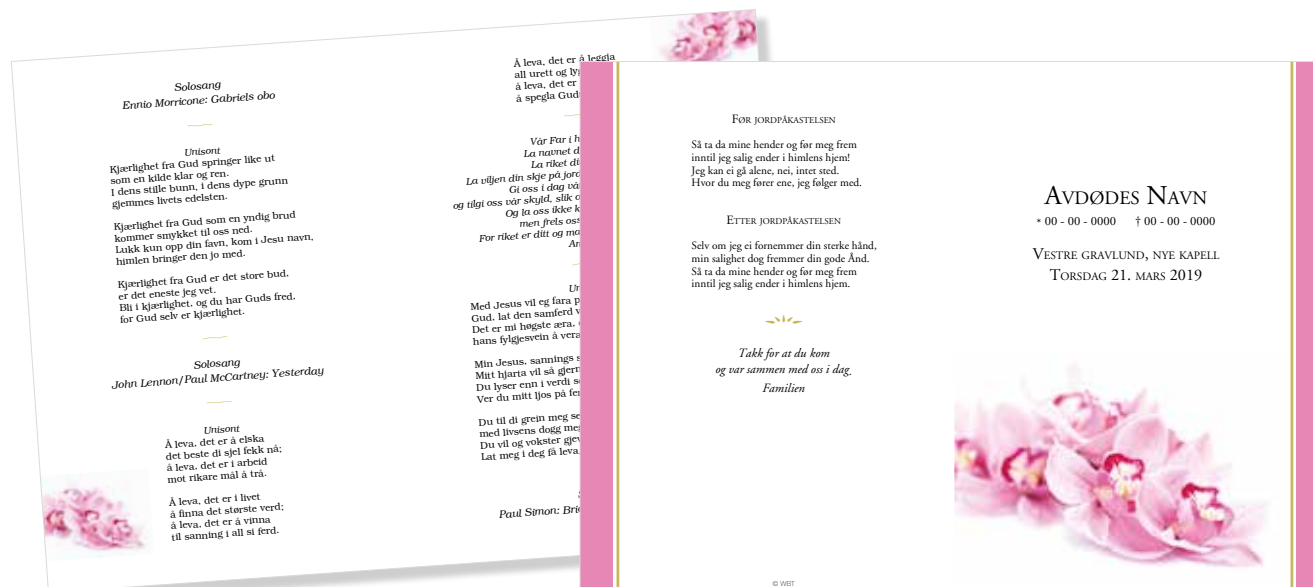 Solosang
Ennio Morricone: Gabriels obo
Unisont
Kjærlighet fra Gud springer like ut
som en kilde klar og ren.
I dens stille bunn, i dens dype grunn
gjemmes livets edelsten.
Kjærlighet fra Gud som en yndig brud
kommer smykket til oss ned.
Lukk kun opp din favn, kom i Jesu navn,
himlen bringer den jo med.
Kjærlighet fra Gud er det store bud,
er det eneste jeg vet.
Bli i kjærlighet, og du har Guds fred,
for Gud selv er kjærlighet.
Solosang
John Lennon/Paul McCartney: Yesterday
Unisont
Å leva, det er å elska
det beste di sjel fekk nå;
å leva, det er i arbeid
mot rikare mål å trå.
Å leva, det er i livet
å finna det største verd;
å leva, det er å vinna
til sanning i all si ferd.
Å leva, det er å leggja
all urett og
å leva, det er
å spegla
Vår Far i
La navnet
La riket
La viljen din skje på
Gi oss i dag
og tilgi oss vår skyld, slik
Og la oss ikke
men frels
For riket er ditt og
Med Jesus vil eg fara
Gud, lat den samferd
Det er mi høgste æra,
hans fylgjesvein å
Min Jesus, sannings
Mitt hjarta vil så
Du lyser enn i verdi
Ver du mitt ljos på
Du til di grein meg
med livsens dogg
Du vil og vokster
Lat meg i deg få
Paul Simon:
Før jordpåkastelsen
Så ta da mine hender og før meg frem
inntil jeg salig ender i himlens hjem!
Jeg kan ei gå alene, nei, intet sted.
Hvor du meg fører ene, jeg følger med.
Etter jordpåkastelsen
Selv om jeg ei fornemmer din sterke hånd,
min salighet dog fremmer din gode Ånd.
Så ta da mine hender og før meg frem
inntil jeg salig ender i himlens hjem.
Takk for at du kom
og var sammen med oss i dag.
Familien
© WBT
Avdødes Navn
* 00 - 00 - 0000 † 00 - 00 - 0000
Vestre gravlund, nye kapell
Torsdag 21. mars 2019